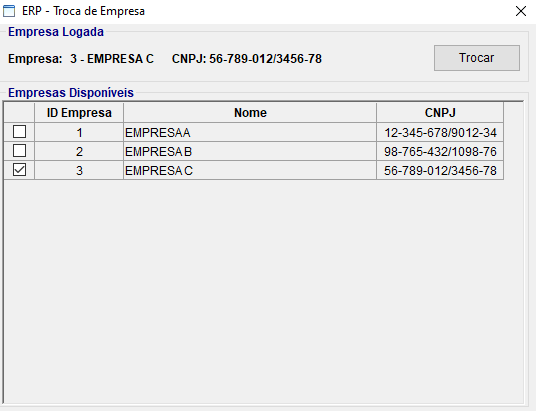 ERP - Troca de Empresa
Empresa Logada
Empresa: 3 - EMPRESA C CNPJ: 56-789-012/3456-78 Trocar
Empresas Disponíveis
ID Empresa Nome CNPJ
1 EMPRESA A 12-345-678/9012-34
2 EMPRESA B 98-765-432/1098-76
3 EMPRESA C 56-789-012/3456-78